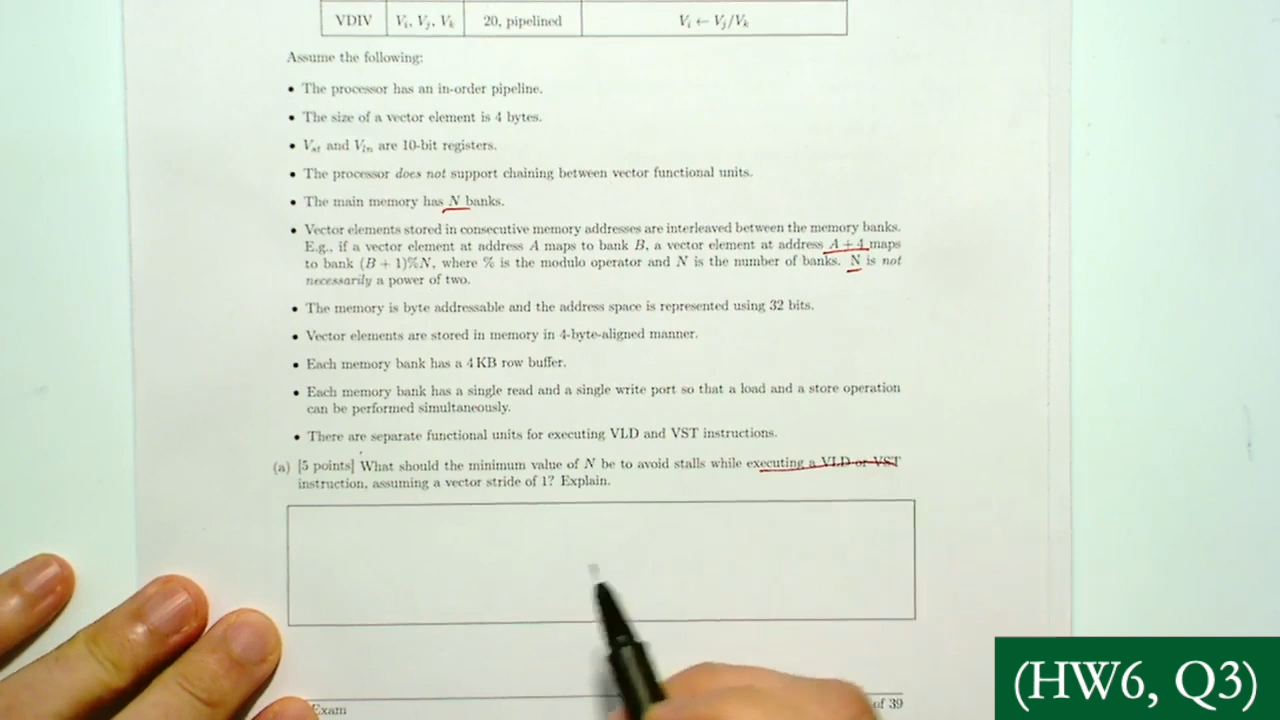 VDIV V_i, V_j, V_k 20, pipelined V_i ← V_j/V_k
Assume the following:
• The processor has an in-order pipeline.
• The size of a vector element is 4 bytes.
• V_st and V_ln are 10-bit registers.
• The processor does not support chaining between vector functional units.
• The main memory has N banks.
• Vector elements stored in consecutive memory addresses are interleaved between the memory banks.
E.g., if a vector element at address A maps to bank B, a vector element at address A + 4 maps
to bank (B + 1)%N, where % is the modulo operator and N is the number of banks. N is not
necessarily a power of two.
• The memory is byte addressable and the address space is represented using 32 bits.
• Vector elements are stored in memory in 4-byte-aligned manner.
• Each memory bank has a 4 KB row buffer.
• Each memory bank has a single read and a single write port so that a load and a store operation
can be performed simultaneously.
• There are separate functional units for executing VLD and VST instructions.
(a) [5 points] What should the minimum value of N be to avoid stalls while executing a VLD or VST
instruction, assuming a vector stride of 1? Explain.
Exam of 39
(HW6, Q3)